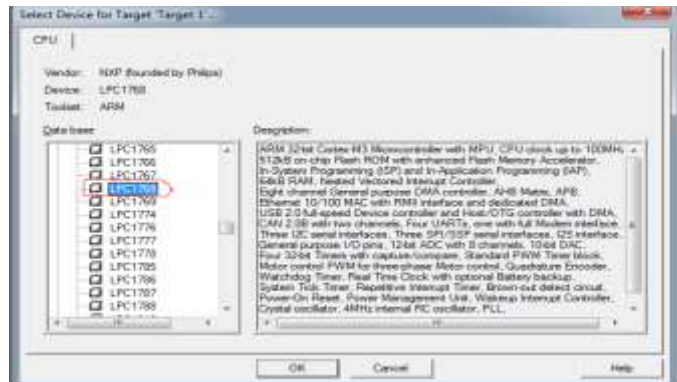 Select Device for Target 'Target 1'...
CPU
Vendor: NXP (founded by Philips)
Device: LPC1768
Toolset: ARM
Data base
Description:
LPC1765
LPC1766
LPC1767
LPC1768
LPC1769
LPC1774
LPC1776
LPC1777
LPC1778
LPC1785
LPC1786
LPC1787
LPC1788
ARM 32-bit Cortex-M3 Microcontroller with MPU, CPU clock up to 100MHz,
512kB on-chip Flash ROM with enhanced Flash Memory Accelerator,
In-System Programming (ISP) and In-Application Programming (IAP),
64kB RAM, Nested Vectored Interrupt Controller,
Eight channel General purpose DMA controller, AHB Matrix, APB,
Ethernet 10/100 MAC with RMII interface and dedicated DMA,
USB 2.0 full-speed Device controller and Host/OTG controller with DMA,
CAN 2.0B with two channels, Four UARTs, one with full Modem interface,
Three I2C serial interfaces, Three SPI/SSP serial interfaces, I2S interface,
General purpose I/O pins, 12-bit ADC with 8 channels, 10-bit DAC,
Four 32-bit Timers with capture/compare, Standard PWM Timer block,
Motor control PWM for three-phase Motor control, Quadrature Encoder,
Watchdog Timer, Real Time Clock with optional Battery backup,
System Tick Timer, Repetitive Interrupt Timer, Brown-out detect circuit,
Power-On Reset, Power Management Unit, Wakeup Interrupt Controller,
Crystal oscillator, 4MHz internal RC oscillator, PLL,
OK
Cancel
Help